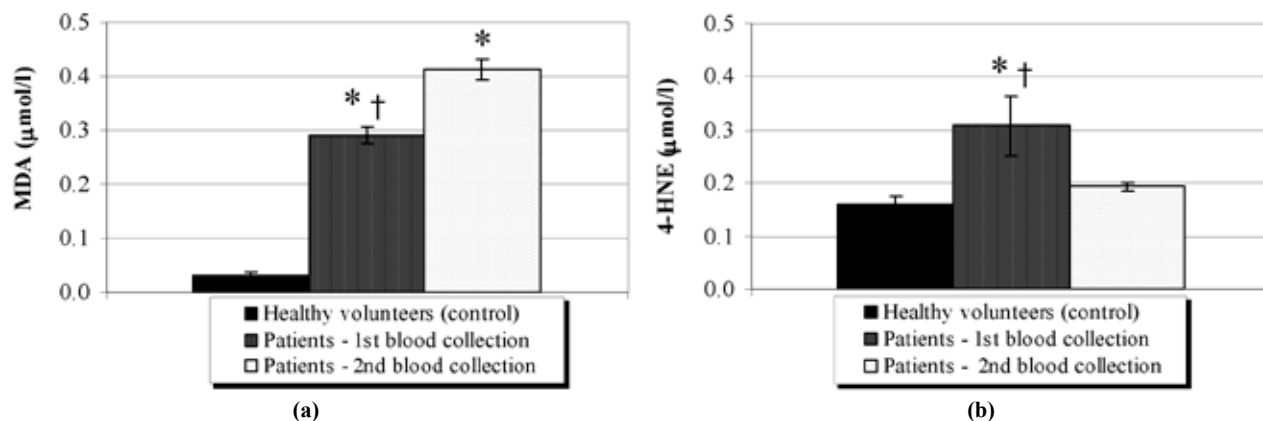 MDA (µmol/l)
0.5
0.4
0.3
0.2
0.1
0.0
*
* †
Healthy volunteers (control)
Patients - 1st blood collection
Patients - 2nd blood collection
(a)
4-HNE (µmol/l)
0.5
0.4
0.3
0.2
0.1
0.0
* †
Healthy volunteers (control)
Patients - 1st blood collection
Patients - 2nd blood collection
(b)